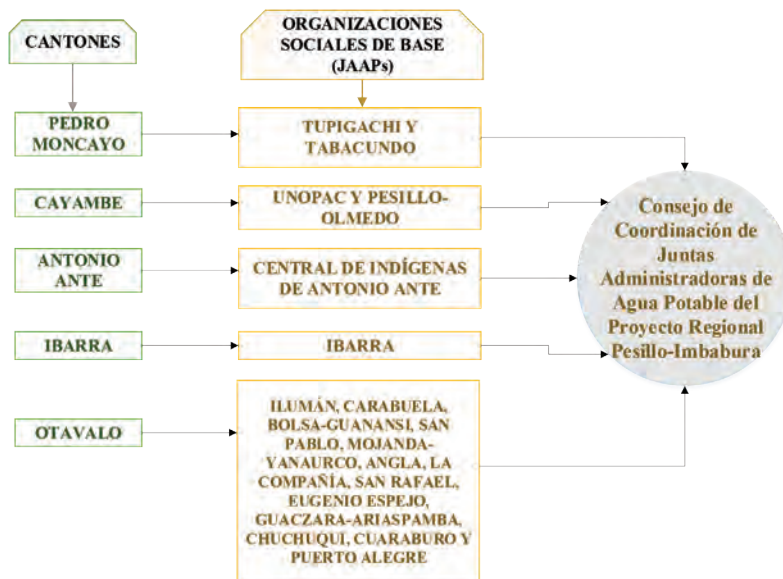 CANTONES
ORGANIZACIONES
SOCIALES DE BASE
(JAAPs)
PEDRO
MONCAYO
TUPIGACHI Y
TABACUNDO
CAYAMBE
UNOPAC Y PESILLO-
OLMEDO
ANTONIO
ANTE
CENTRAL DE INDÍGENAS
DE ANTONIO ANTE
IBARRA
IBARRA
OTAVALO
ILUMÁN, CARABUELA,
BOLSA-GUANANSI, SAN
PABLO, MOJANDA-
YANAURCO, ANGLA, LA
COMPAÑÍA, SAN RAFAEL,
EUGENIO ESPEJO,
GUACZARA-ARIASPAMBA,
CHUCHUQUI, CUARABURO Y
PUERTO ALEGRE
Consejo de
Coordinación de
Juntas
Administradoras de
Agua Potable del
Proyecto Regional
Pesillo-Imbabura